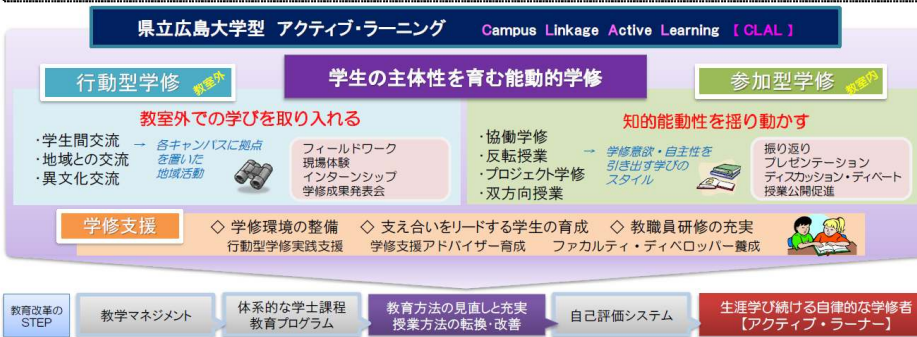 県立広島大学型 アクティブ・ラーニング Campus Linkage Active Learning [ CLAL ]
学生の主体性を育む能動的学修
行動型学修 教室外
教室外での学びを取り入れる
・学生間交流
・地域との交流
・異文化交流
→ 各キャンパスに拠点
を置いた
地域活動
フィールドワーク
現場体験
インターンシップ
学修成果発表会
参加型学修 教室内
知的能動性を揺り動かす
・協働学修
・反転授業
・プロジェクト学修
・双方向授業
→ 学修意欲・自主性を
引き出す学びの
スタイル
振り返り
プレゼンテーション
ディスカッション・ディベート
授業公開促進
学修支援
◇ 学修環境の整備 ◇ 支え合いをリードする学生の育成 ◇ 教職員研修の充実
行動型学修実践支援 学修支援アドバイザー育成 ファカルティ・ディベロッパー養成
教育改革の
STEP
教学マネジメント
体系的な学士課程
教育プログラム
教育方法の見直しと充実
授業方法の転換・改善
自己評価システム
生涯学び続ける自律的な学修者
【アクティブ・ラーナー】